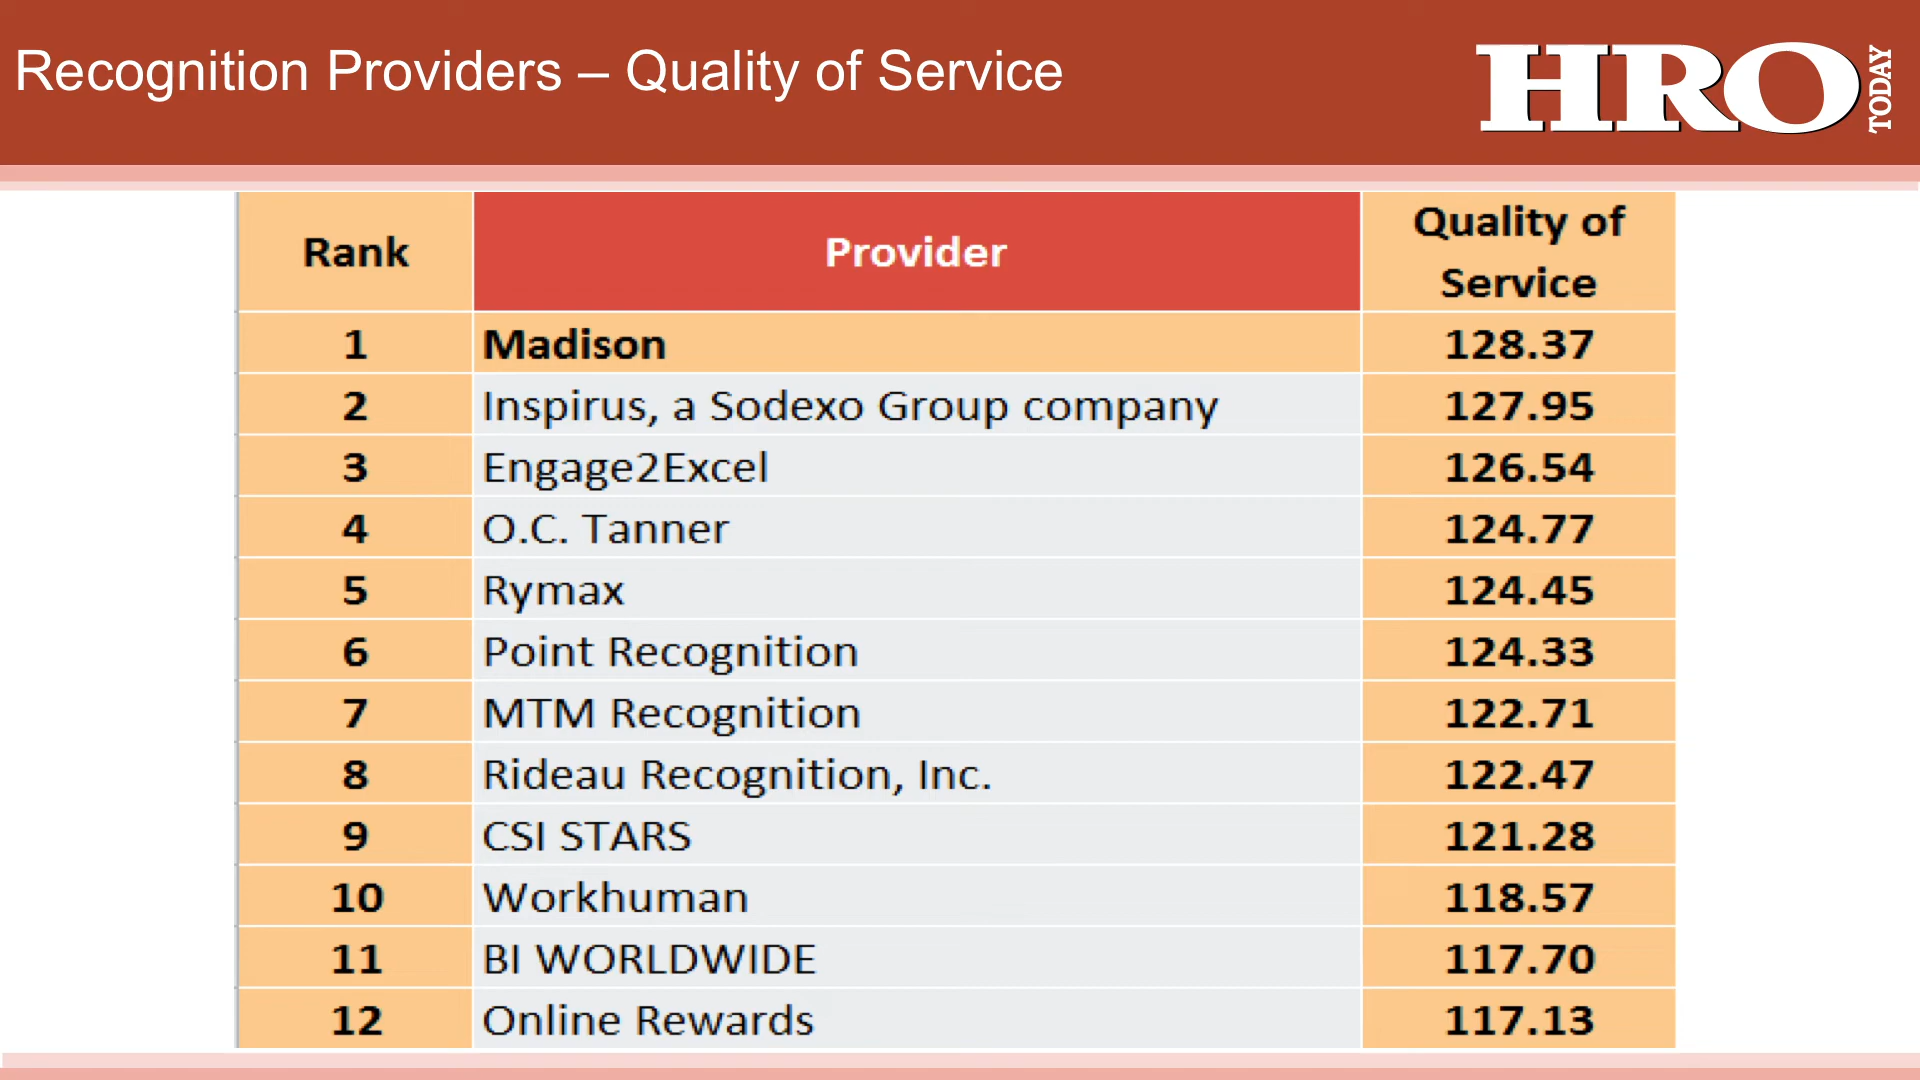 Recognition Providers – Quality of Service
HRO TODAY
Rank Provider Quality of Service
1 Madison 128.37
2 Inspirus, a Sodexo Group company 127.95
3 Engage2Excel 126.54
4 O.C. Tanner 124.77
5 Rymax 124.45
6 Point Recognition 124.33
7 MTM Recognition 122.71
8 Rideau Recognition, Inc. 122.47
9 CSI STARS 121.28
10 Workhuman 118.57
11 BI WORLDWIDE 117.70
12 Online Rewards 117.13